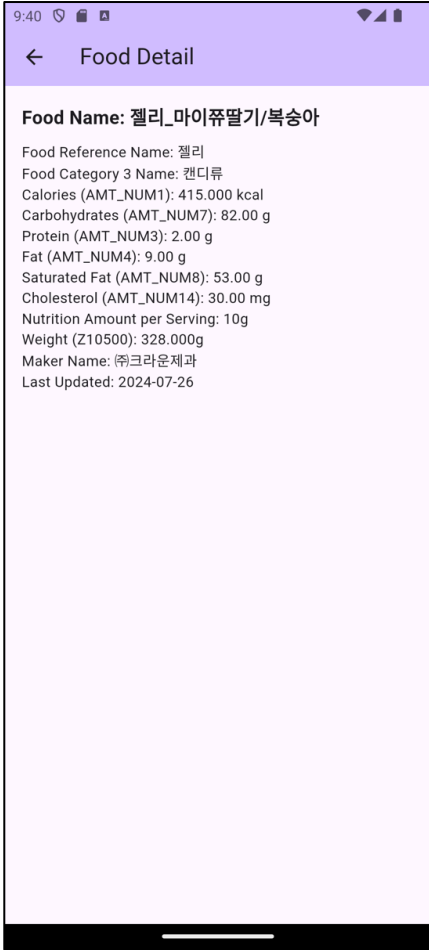 9:40
Food Detail
Food Name: 젤리_마이쮸딸기/복숭아
Food Reference Name: 젤리
Food Category 3 Name: 캔디류
Calories (AMT_NUM1): 415.000 kcal
Carbohydrates (AMT_NUM7): 82.00 g
Protein (AMT_NUM3): 2.00 g
Fat (AMT_NUM4): 9.00 g
Saturated Fat (AMT_NUM8): 53.00 g
Cholesterol (AMT_NUM14): 30.00 mg
Nutrition Amount per Serving: 10g
Weight (Z10500): 328.000g
Maker Name: ㈜크라운제과
Last Updated: 2024-07-26